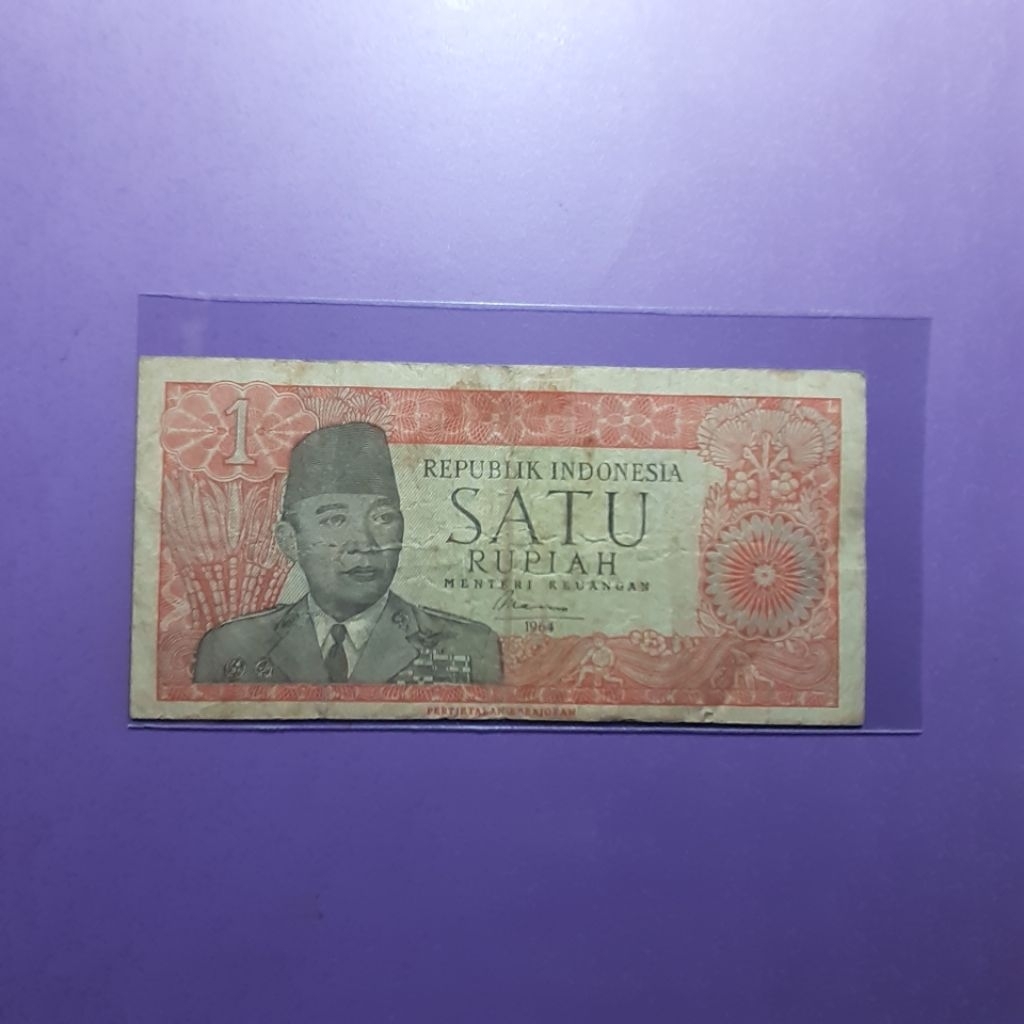 1
REPUBLIK INDONESIA
SATU
RUPIAH
MENTERI KEUANGAN
1964